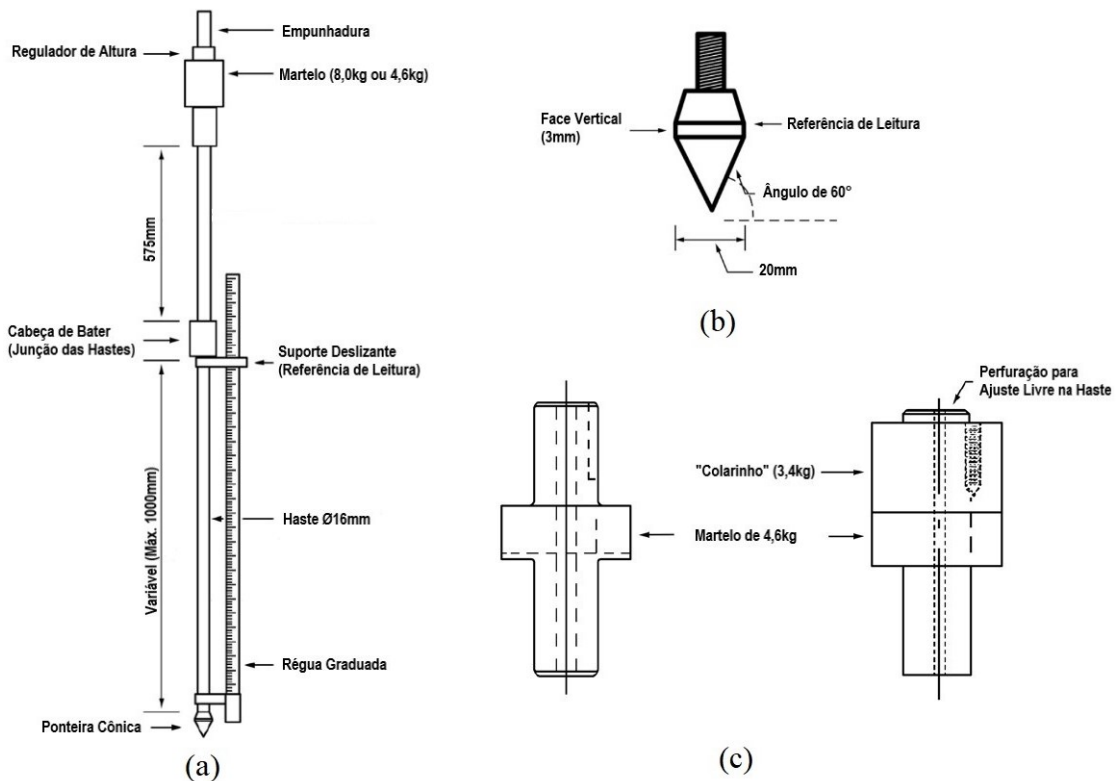 Empunhadura
Regulador de Altura
Martelo (8,0kg ou 4,6kg)
575mm
Cabeça de Bater
(Junção das Hastes)
Suporte Deslizante
(Referência de Leitura)
Variável (Máx. 1000mm)
Haste Ø16mm
Régua Graduada
Ponteira Cônica
(a)
Face Vertical
(3mm)
Referência de Leitura
Ângulo de 60°
20mm
(b)
Perfuração para
Ajuste Livre na Haste
"Colarinho" (3,4kg)
Martelo de 4,6kg
(c)